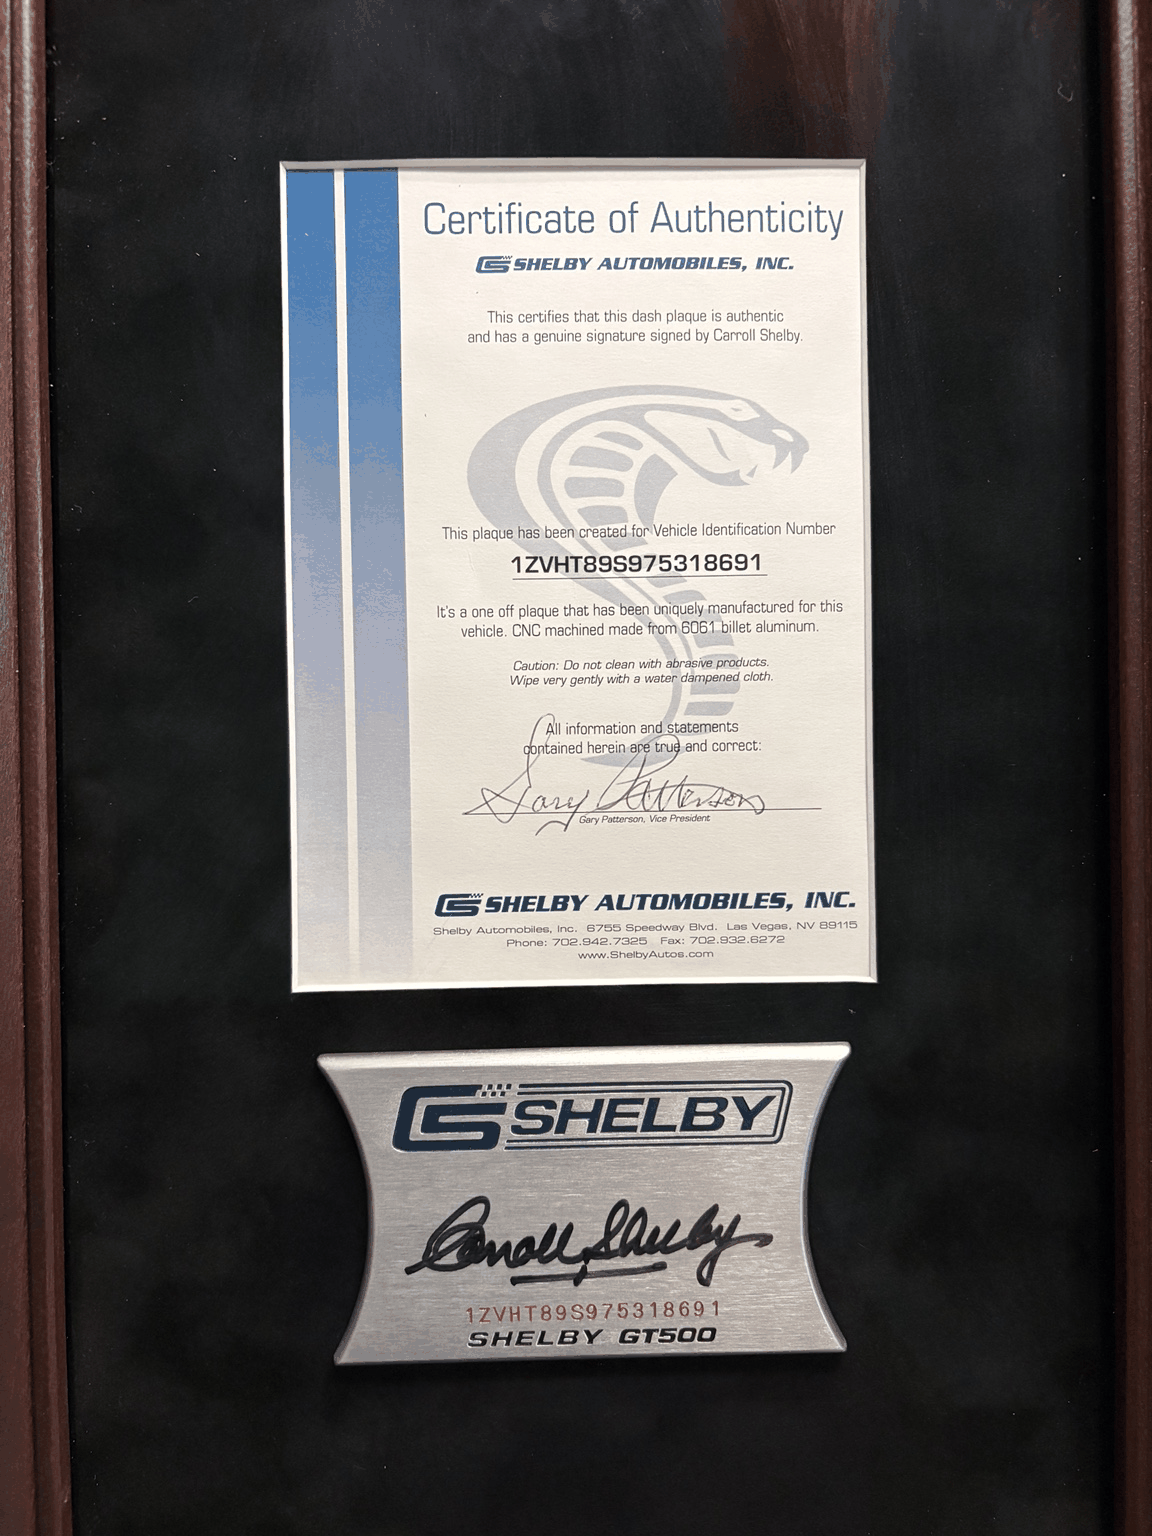 Certificate of Authenticity
CS SHELBY AUTOMOBILES, INC.
This certifies that this dash plaque is authentic
and has a genuine signature signed by Carroll Shelby.
This plaque has been created for Vehicle Identification Number
1ZVHT89S975318691
It's a one off plaque that has been uniquely manufactured for this
vehicle. CNC machined made from 6061 billet aluminum.
Caution: Do not clean with abrasive products.
Wipe very gently with a water dampened cloth.
All information and statements
contained herein are true and correct:
Gary Patterson
Gary Patterson, Vice President
CS SHELBY AUTOMOBILES, INC.
Shelby Automobiles, Inc. 6755 Speedway Blvd. Las Vegas, NV 89115
Phone: 702.942.7325 Fax: 702.932.6272
www.ShelbyAutos.com
CS SHELBY
Carroll Shelby
1ZVHT89S975318691
SHELBY GT500